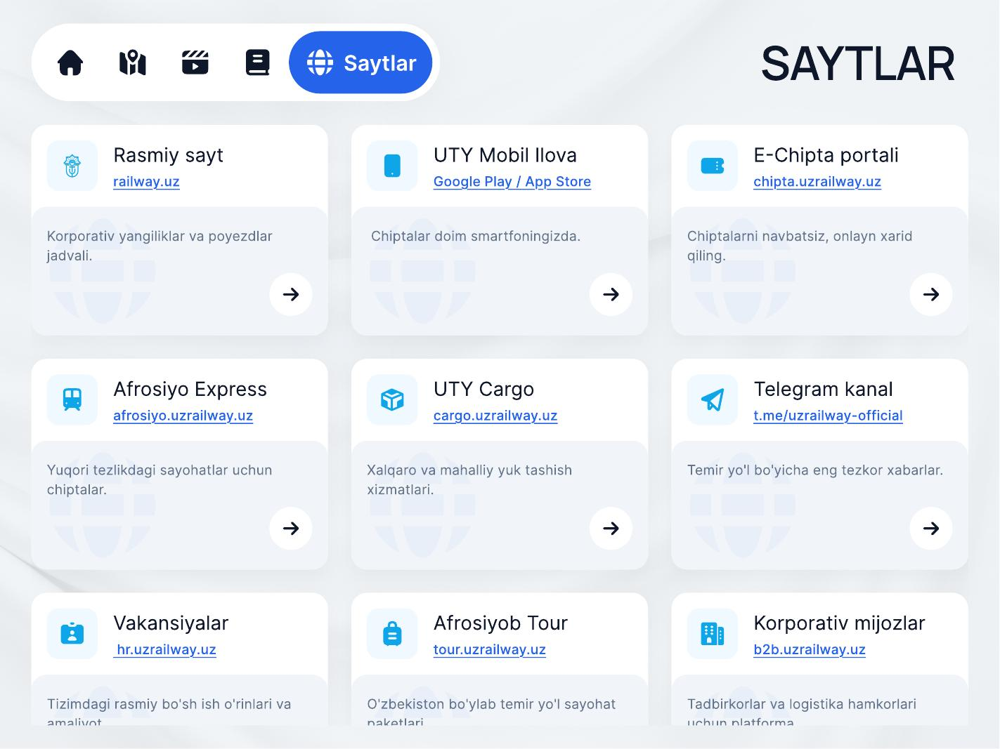 Saytlar
SAYTLAR
Rasmiy sayt
railway.uz
Korporativ yangiliklar va poyezdlar
jadvali.
UTY Mobil Ilova
Google Play / App Store
Chiptalar doim smartfoningizda.
E-Chipta portali
chipta.uzrailway.uz
Chiptalarni navbatsiz, onlayn xarid
qiling.
Afrosiyo Express
afrosiyo.uzrailway.uz
Yuqori tezlikdagi sayohatlar uchun
chiptalar.
UTY Cargo
cargo.uzrailway.uz
Xalqaro va mahalliy yuk tashish
xizmatlari.
Telegram kanal
t.me/uzrailway-official
Temir yo'l bo'yicha eng tezkor xabarlar.
Vakansiyalar
hr.uzrailway.uz
Tizimdagi rasmiy bo'sh ish o'rinlari va
amaliyot
Afrosiyob Tour
tour.uzrailway.uz
O'zbekiston bo'ylab temir yo'l sayohat
paketlari
Korporativ mijozlar
b2b.uzrailway.uz
Tadbirkorlar va logistika hamkorlari
uchun platforma